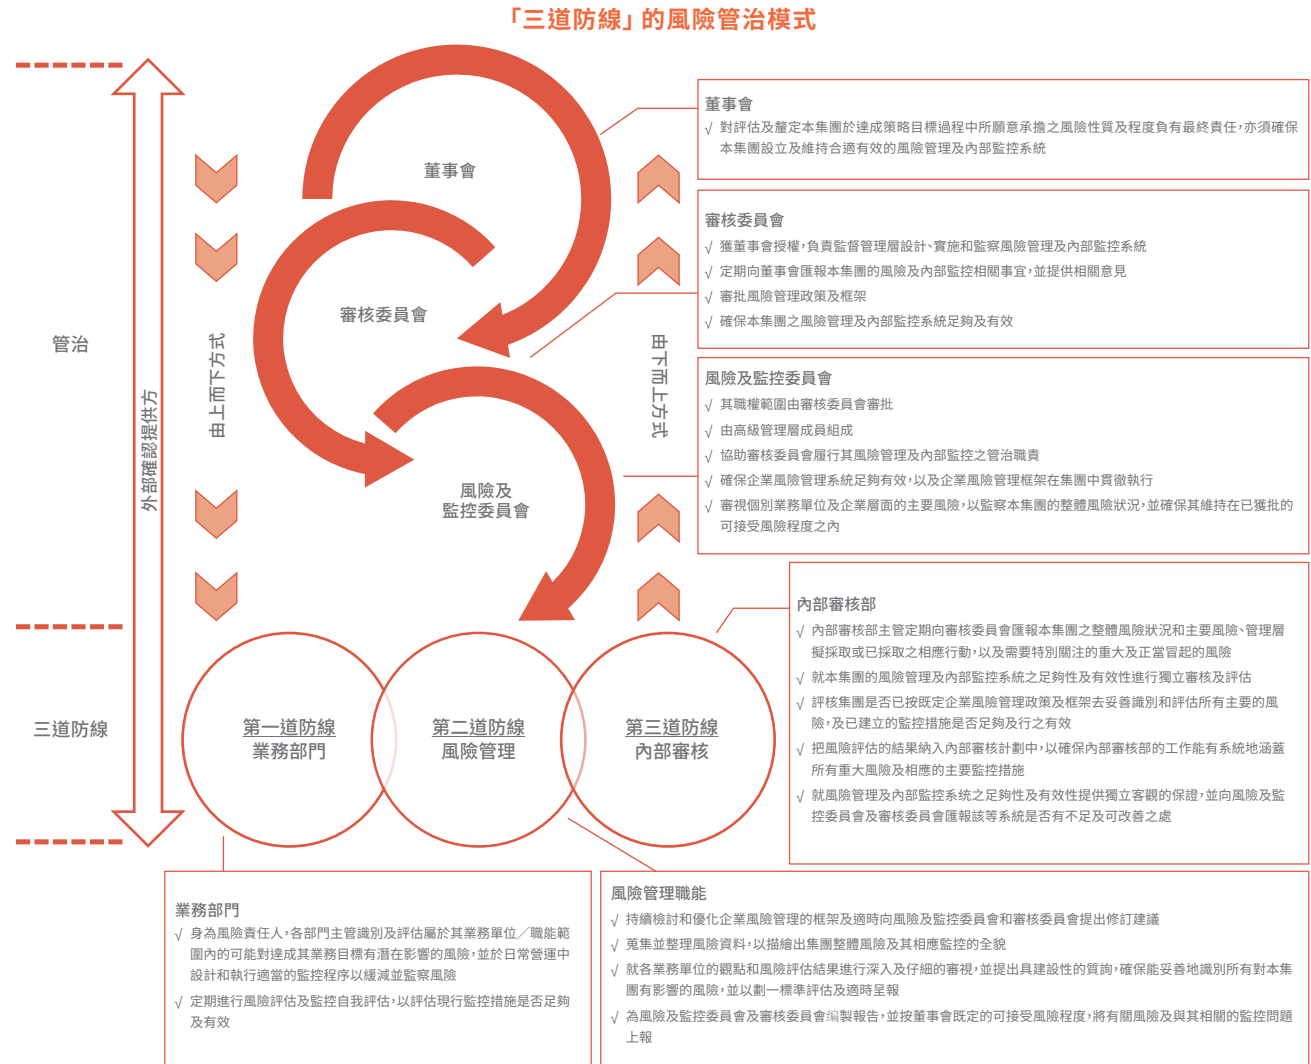 「三道防線」的風險管治模式
管治
三道防線
外部確認提供方
由上而下方式
由下而上方式
董事會
審核委員會
風險及
監控委員會
第一道防線
業務部門
第二道防線
風險管理
第三道防線
內部審核
董事會
√ 對評估及釐定本集團於達成策略目標過程中所願意承擔之風險性質及程度負有最終責任，亦須確保
本集團設立及維持合適有效的風險管理及內部監控系統
審核委員會
√ 獲董事會授權，負責監督管理層設計、實施和監察風險管理及內部監控系統
√ 定期向董事會匯報本集團的風險及內部監控相關事宜，並提供相關意見
√ 審批風險管理政策及框架
√ 確保本集團之風險管理及內部監控系統足夠及有效
風險及監控委員會
√ 其職權範圍由審核委員會審批
√ 由高級管理層成員組成
√ 協助審核委員會履行其風險管理及內部監控之管治職責
√ 確保企業風險管理系統足夠有效，以及企業風險管理框架在集團中貫徹執行
√ 審視個別業務單位及企業層面的主要風險，以監察本集團的整體風險狀況，並確保其維持在已獲批的
可接受風險程度之內
內部審核部
√ 內部審核部主管定期向審核委員會匯報本集團之整體風險狀況和主要風險、管理層
擬採取或已採取之相應行動，以及需要特別關注的重大及正當冒起的風險
√ 就本集團的風險管理及內部監控系統之足夠性及有效性進行獨立審核及評估
√ 評核集團是否已按既定企業風險管理政策及框架去妥善識別和評估所有主要的風
險，及已建立的監控措施是否足夠及行之有效
√ 把風險評估的結果納入內部審核計劃中，以確保內部審核部的工作能有系統地涵蓋
所有重大風險及相應的主要監控措施
√ 就風險管理及內部監控系統之足夠性及有效性提供獨立客觀的保證，並向風險及監
控委員會及審核委員會匯報該等系統是否有不足及可改善之處
業務部門
√ 身為風險責任人，各部門主管識別及評估屬於其業務單位／職能範
圍內的可能對達成其業務目標有潛在影響的風險，並於日常營運中
設計和執行適當的監控程序以緩減並監察風險
√ 定期進行風險評估及監控自我評估，以評估現行監控措施是否足夠
及有效
風險管理職能
√ 持續檢討和優化企業風險管理的框架及適時向風險及監控委員會和審核委員會提出修訂建議
√ 蒐集並整理風險資料，以描繪出集團整體風險及其相應監控的全貌
√ 就各業務單位的觀點和風險評估結果進行深入及仔細的審視，並提出具建設性的質詢，確保能妥善地識別所有對本集
團有影響的風險，並以劃一標準評估及適時呈報
√ 為風險及監控委員會及審核委員會编製報告，並按董事會既定的可接受風險程度，將有關風險及與其相關的監控問題
上報